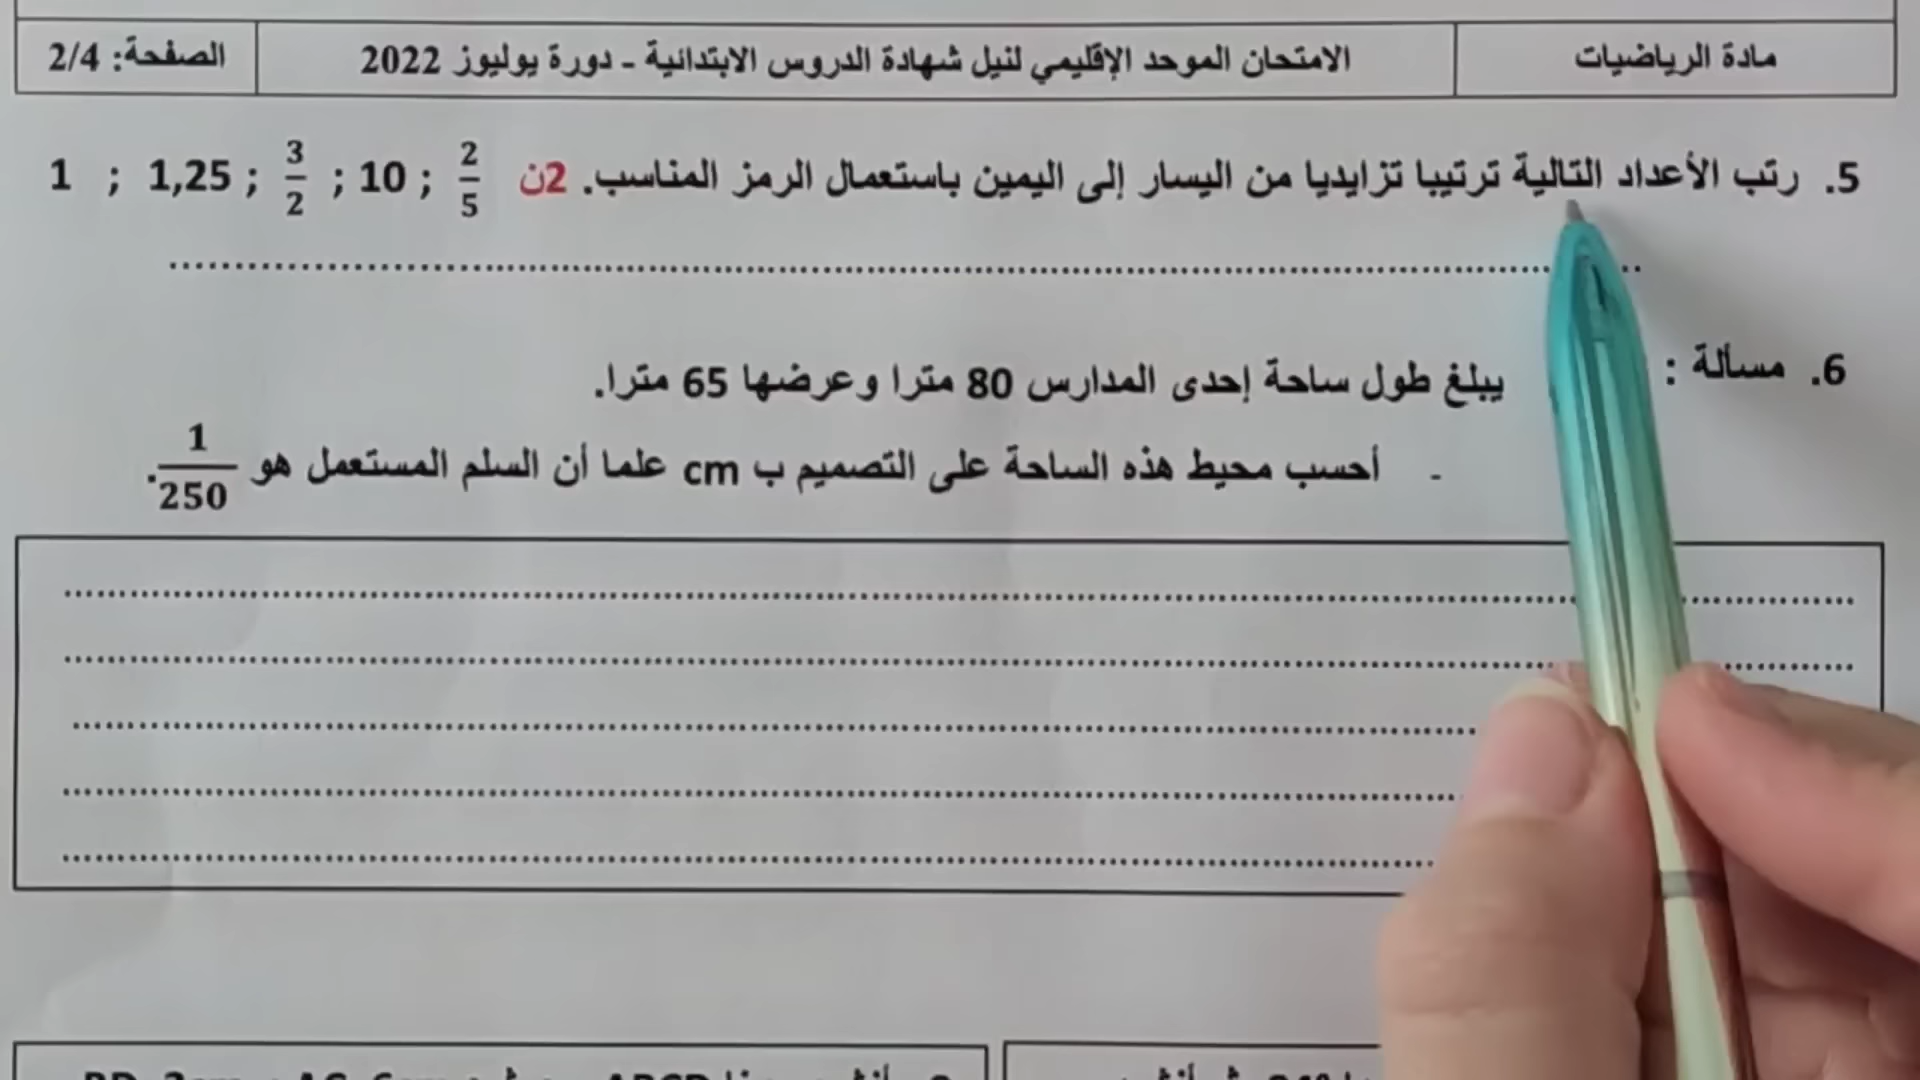 مادة الرياضيات الامتحان الموحد الإقليمي لنيل شهادة الدروس الابتدائية - دورة يوليوز 2022 الصفحة: 2/4
5. رتب الأعداد التالية ترتيبا تزايديا من اليسار إلى اليمين باستعمال الرمز المناسب. 2ن 1 ; 1,25 ; 3/2 ; 10 ; 2/5
6. مسألة : يبلغ طول ساحة إحدى المدارس 80 مترا وعرضها 65 مترا.
- أحسب محيط هذه الساحة على التصميم ب cm علما أن السلم المستعمل هو 1/250.